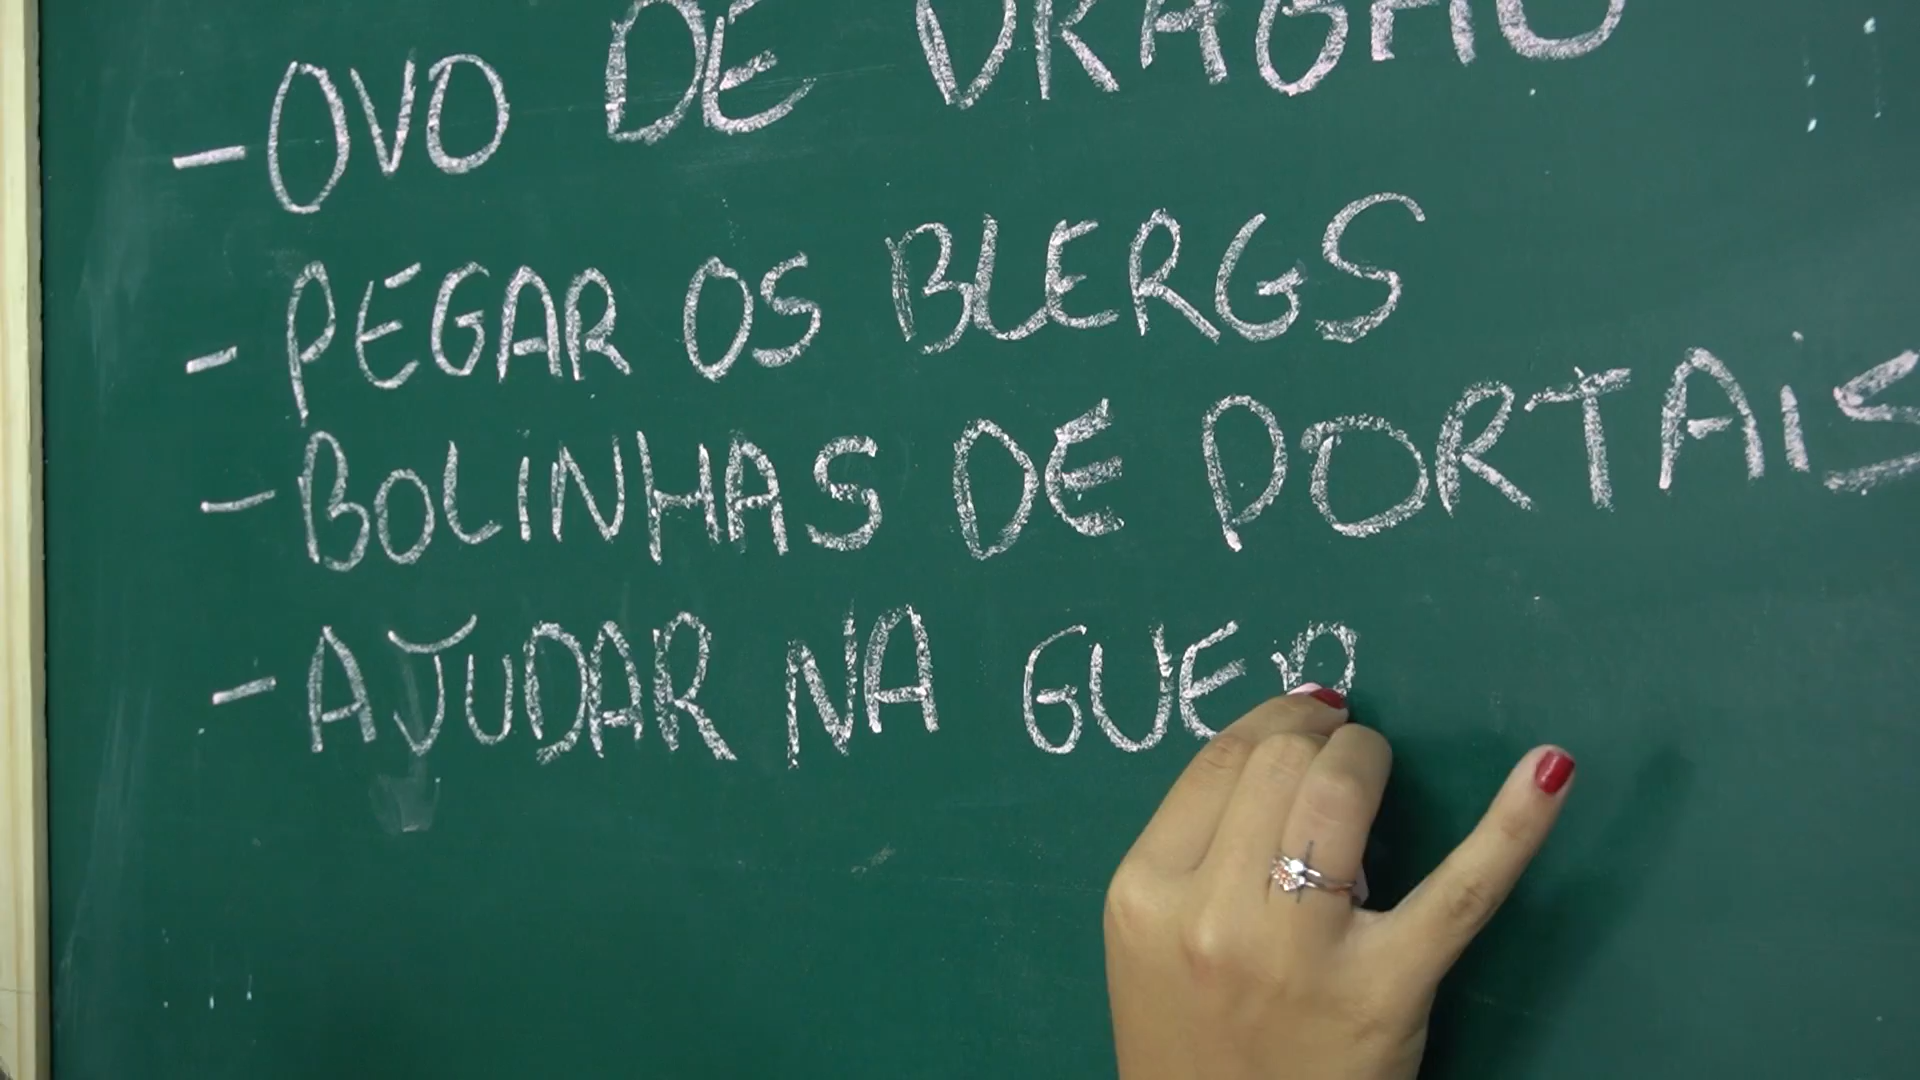 - OVO DE DRAGÃO
- PEGAR OS BLERGS
- BOLINHAS DE PORTAIS
- AJUDAR NA GUER